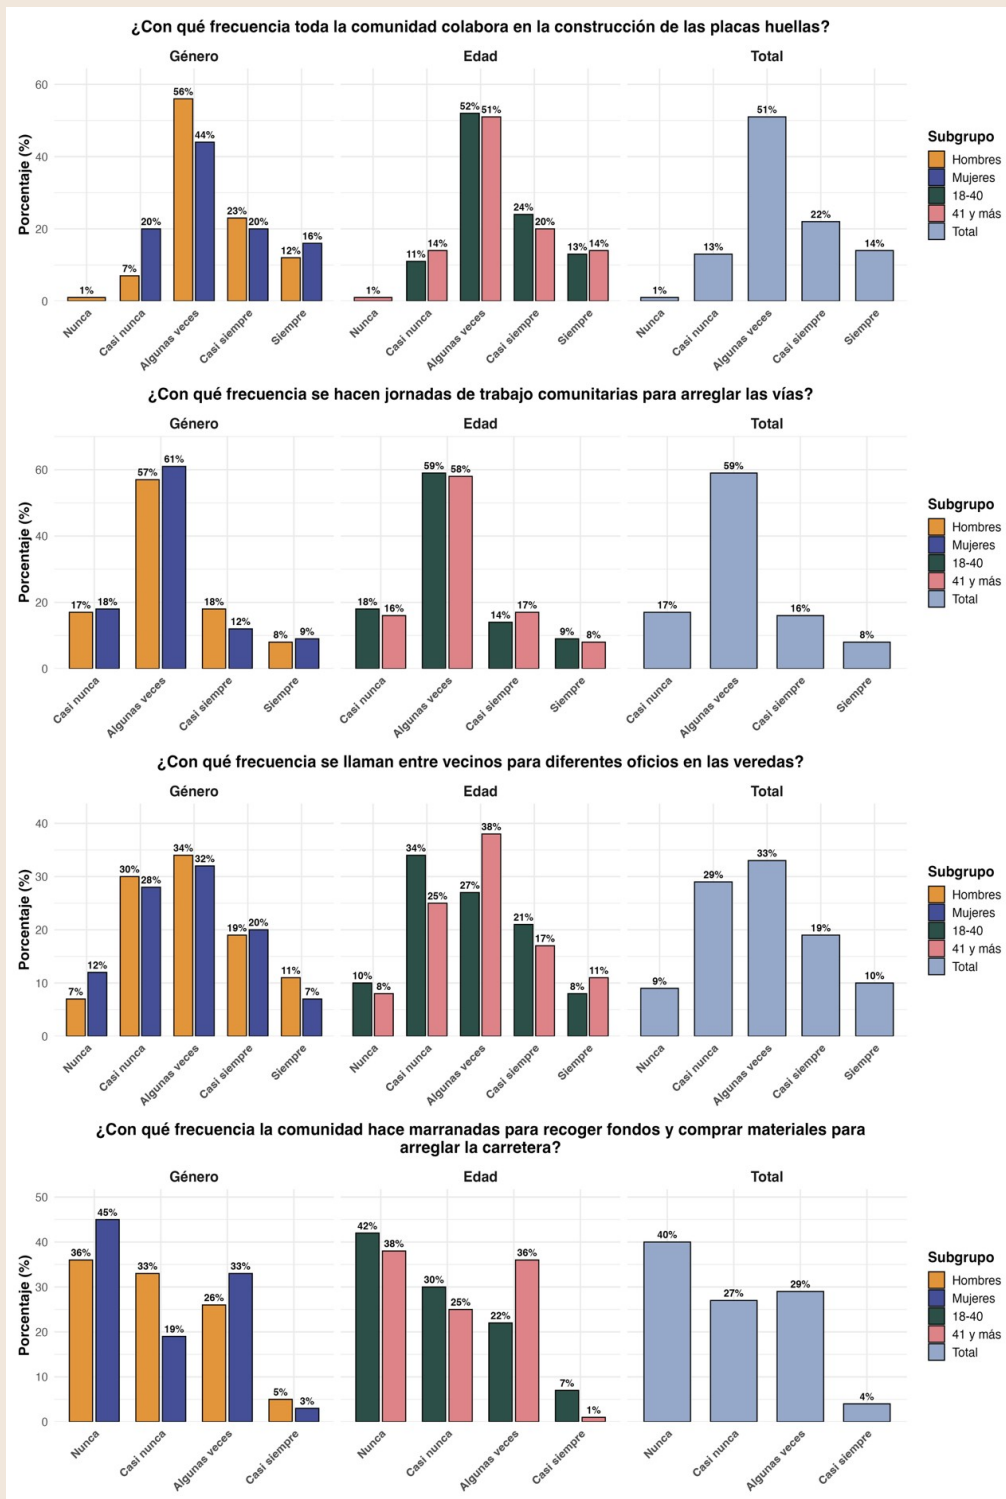 ¿Con qué frecuencia toda la comunidad colabora en la construcción de las placas huellas?
Género
Edad
Total
Porcentaje (%)
60
40
20
0
1%
7%
20%
56%
44%
23%
20%
12%
16%
1%
11%
14%
52%
51%
24%
20%
13%
14%
1%
13%
51%
22%
14%
Nunca
Casi nunca
Algunas veces
Casi siempre
Siempre
Nunca
Casi nunca
Algunas veces
Casi siempre
Siempre
Nunca
Casi nunca
Algunas veces
Casi siempre
Siempre
Subgrupo
Hombres
Mujeres
18-40
41 y más
Total
¿Con qué frecuencia se hacen jornadas de trabajo comunitarias para arreglar las vías?
Género
Edad
Total
Porcentaje (%)
60
40
20
0
17%
18%
57%
61%
18%
12%
8%
9%
18%
16%
59%
58%
14%
17%
9%
8%
17%
59%
16%
8%
Casi nunca
Algunas veces
Casi siempre
Siempre
Casi nunca
Algunas veces
Casi siempre
Siempre
Casi nunca
Algunas veces
Casi siempre
Siempre
Subgrupo
Hombres
Mujeres
18-40
41 y más
Total
¿Con qué frecuencia se llaman entre vecinos para diferentes oficios en las veredas?
Género
Edad
Total
Porcentaje (%)
40
30
20
10
0
7%
12%
30%
28%
34%
32%
19%
20%
11%
7%
10%
8%
34%
25%
27%
38%
21%
17%
8%
11%
9%
29%
33%
19%
10%
Nunca
Casi nunca
Algunas veces
Casi siempre
Siempre
Nunca
Casi nunca
Algunas veces
Casi siempre
Siempre
Nunca
Casi nunca
Algunas veces
Casi siempre
Siempre
Subgrupo
Hombres
Mujeres
18-40
41 y más
Total
¿Con qué frecuencia la comunidad hace marranadas para recoger fondos y comprar materiales para
arreglar la carretera?
Género
Edad
Total
Porcentaje (%)
50
40
30
20
10
0
36%
45%
33%
19%
26%
33%
5%
3%
42%
38%
30%
25%
22%
36%
7%
1%
40%
27%
29%
4%
Nunca
Casi nunca
Algunas veces
Casi siempre
Nunca
Casi nunca
Algunas veces
Casi siempre
Nunca
Casi nunca
Algunas veces
Casi siempre
Subgrupo
Hombres
Mujeres
18-40
41 y más
Total